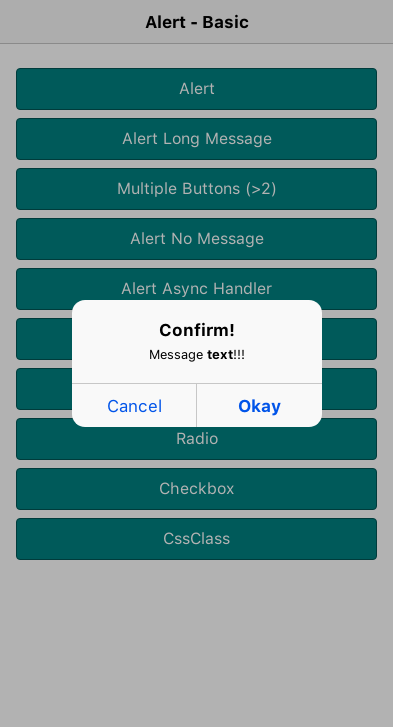 Alert - Basic
Alert
Alert Long Message
Multiple Buttons (>2)
Alert No Message
Alert Async Handler
Confirm!
Message text!!!
Cancel
Okay
Radio
Checkbox
CssClass